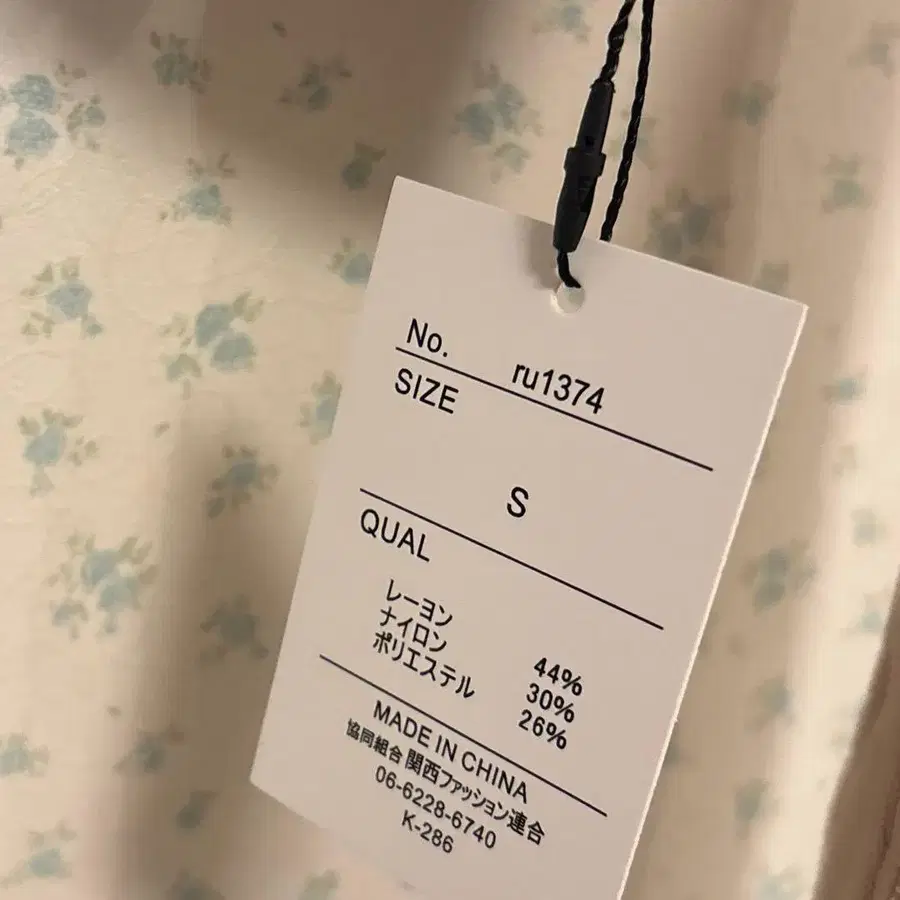 No. ru1374
SIZE
S
QUAL
レーヨン 44%
ナイロン 30%
ポリエステル 26%
MADE IN CHINA
協同組合 関西ファッション連合
06-6228-6740
K-286